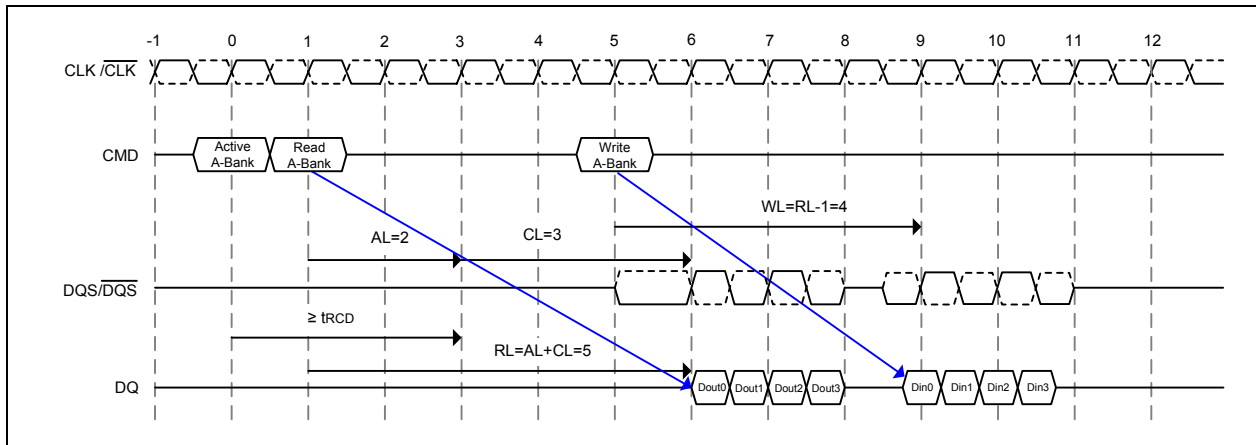 -1 0 1 2 3 4 5 6 7 8 9 10 11 12
CLK /CLK
CMD
Active
A-Bank
Read
A-Bank
Write
A-Bank
WL=RL-1=4
AL=2
CL=3
DQS/DQS
≥ tRCD
RL=AL+CL=5
DQ
Dout0 Dout1 Dout2 Dout3 Din0 Din1 Din2 Din3